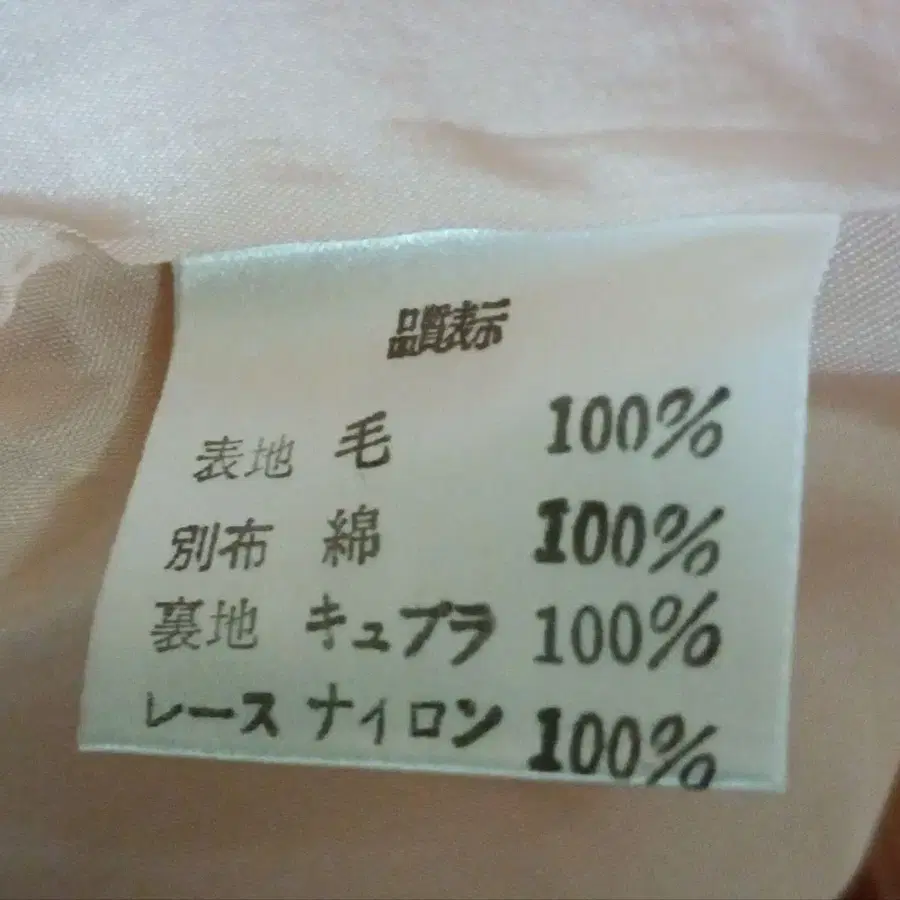 品質表示
表地 毛 100%
別布 綿 100%
裏地 キュプラ 100%
レース ナイロン 100%